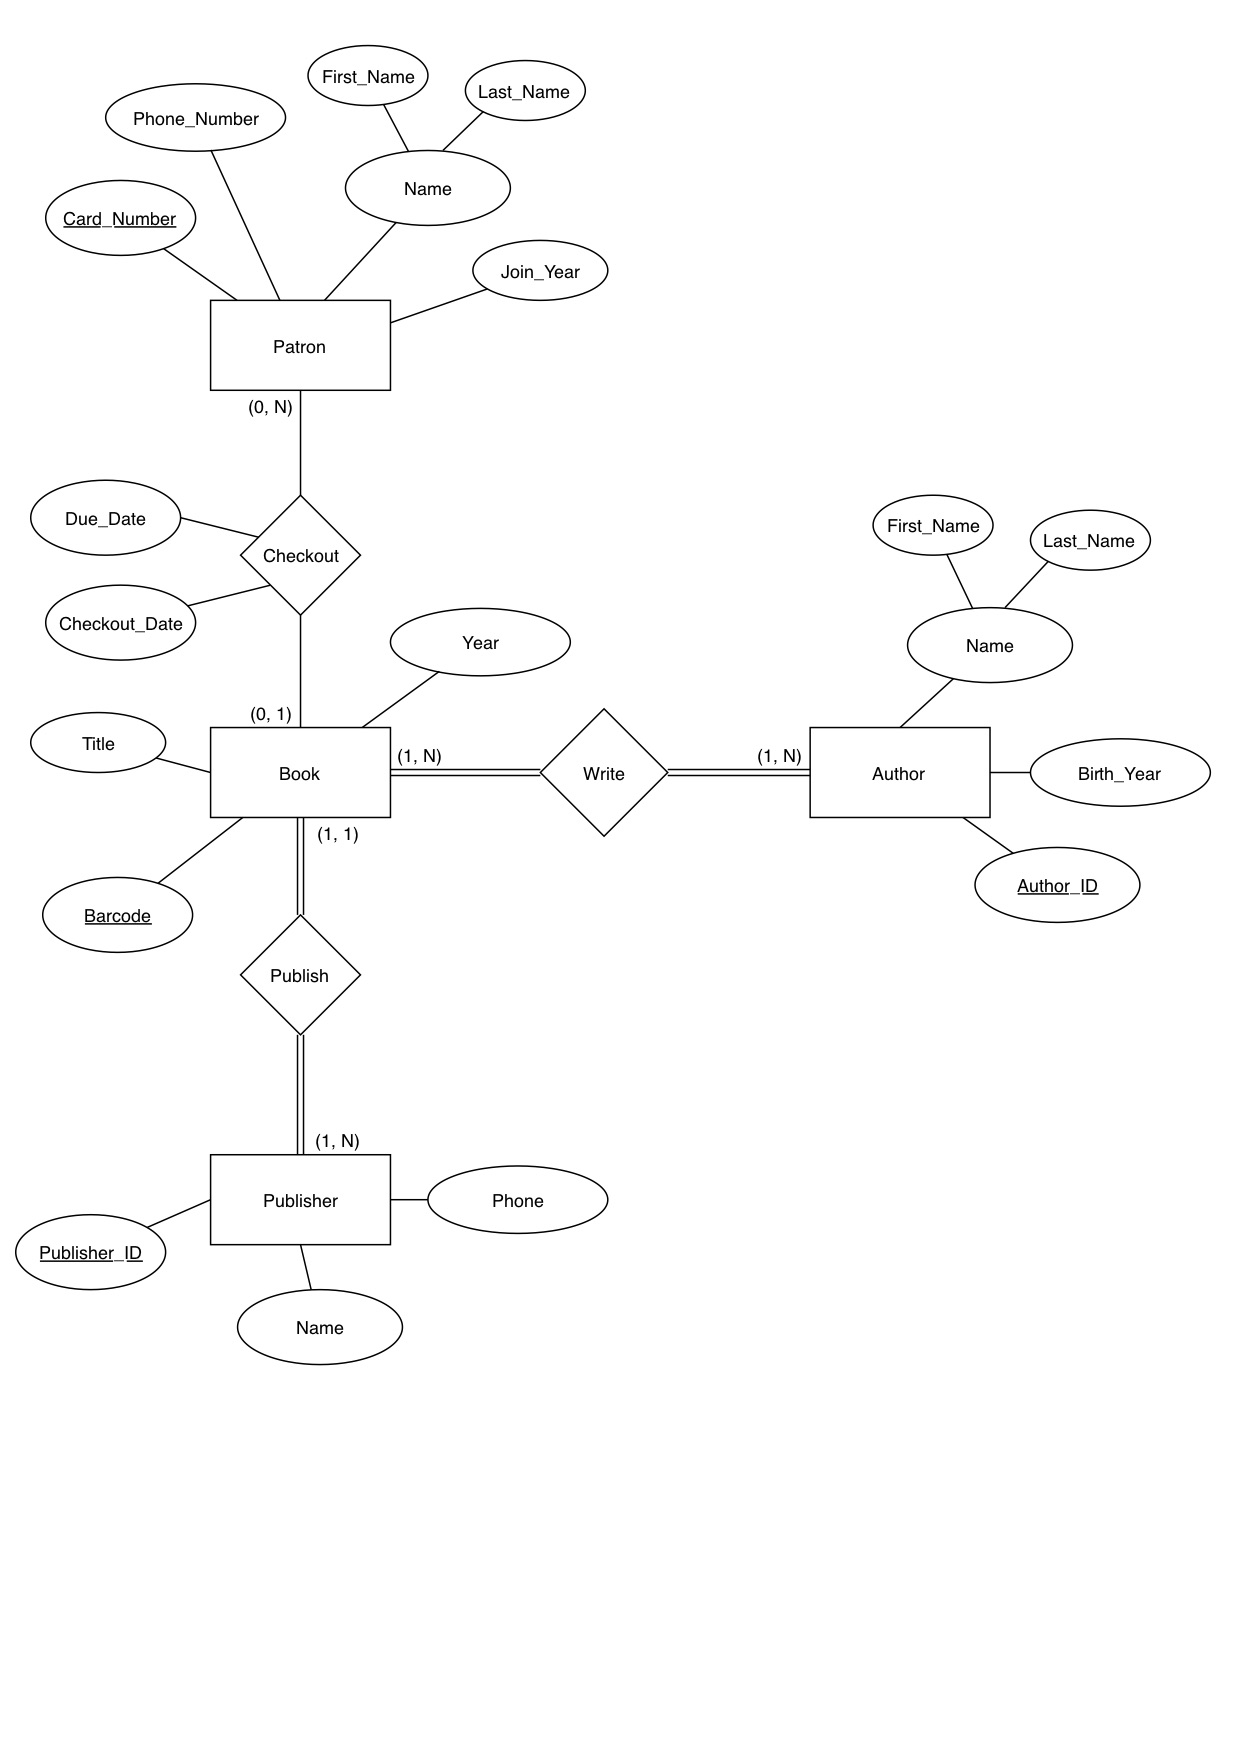 First_Name
Last_Name
Phone_Number
Name
Card_Number
Join_Year
Patron
(0, N)
Due_Date
First_Name
Last_Name
Checkout
Checkout_Date
Year
Name
(0, 1)
Title
Book
(1, N)
Write
(1, N)
Author
Birth_Year
(1, 1)
Author_ID
Barcode
Publish
(1, N)
Publisher
Phone
Publisher_ID
Name